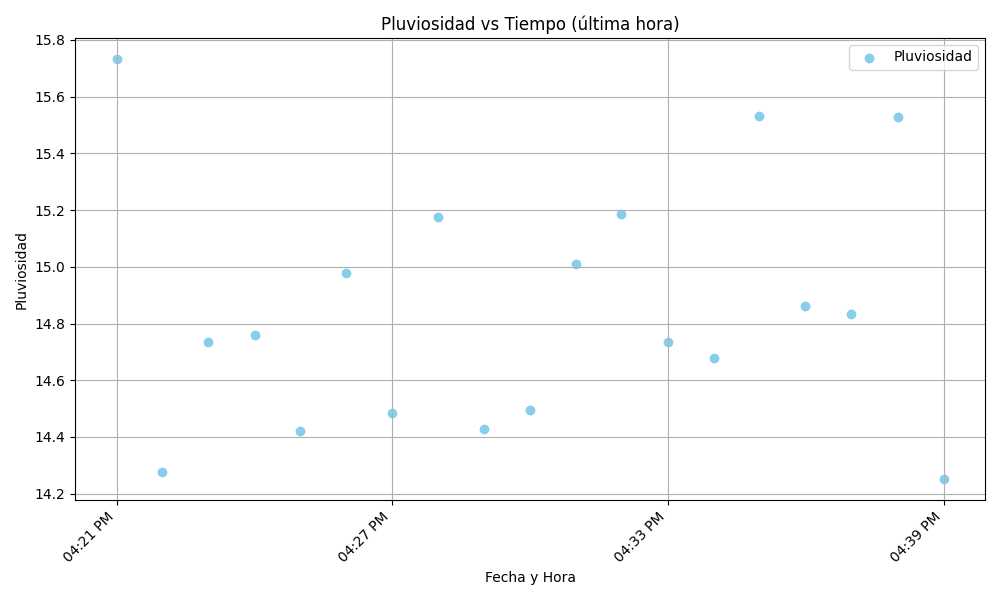 Pluviosidad vs Tiempo (última hora)
Pluviosidad
15.8
15.6
15.4
15.2
15.0
14.8
14.6
14.4
14.2
Pluviosidad
04:21 PM
04:27 PM
04:33 PM
04:39 PM
Fecha y Hora